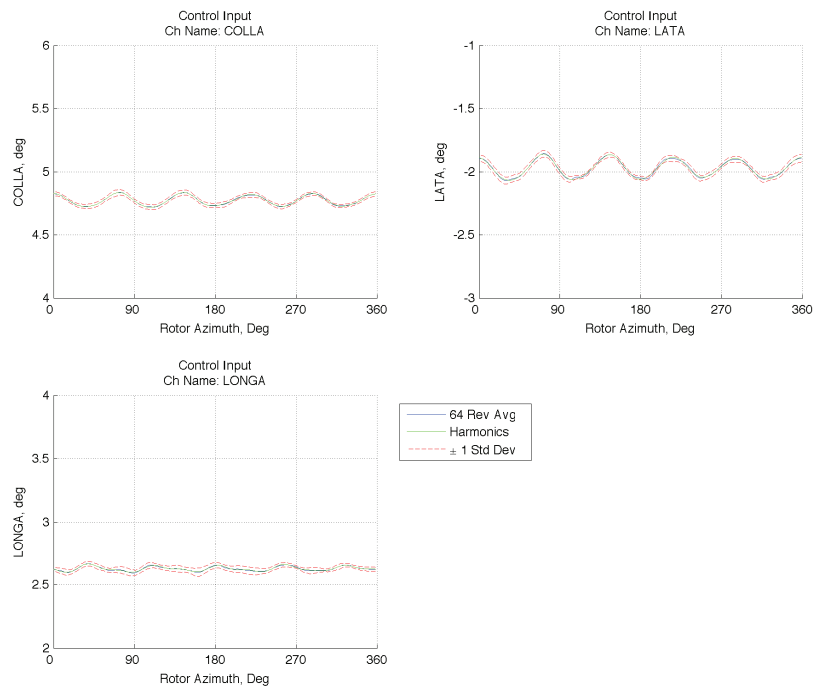 Control Input
Ch Name: COLLA
6
5.5
5
4.5
4
COLLA, deg
0 90 180 270 360
Rotor Azimuth, Deg
Control Input
Ch Name: LATA
-1
-1.5
-2
-2.5
-3
LATA, deg
0 90 180 270 360
Rotor Azimuth, Deg
Control Input
Ch Name: LONGA
4
3.5
3
2.5
2
LONGA, deg
0 90 180 270 360
Rotor Azimuth, Deg
64 Rev Avg
Harmonics
± 1 Std Dev